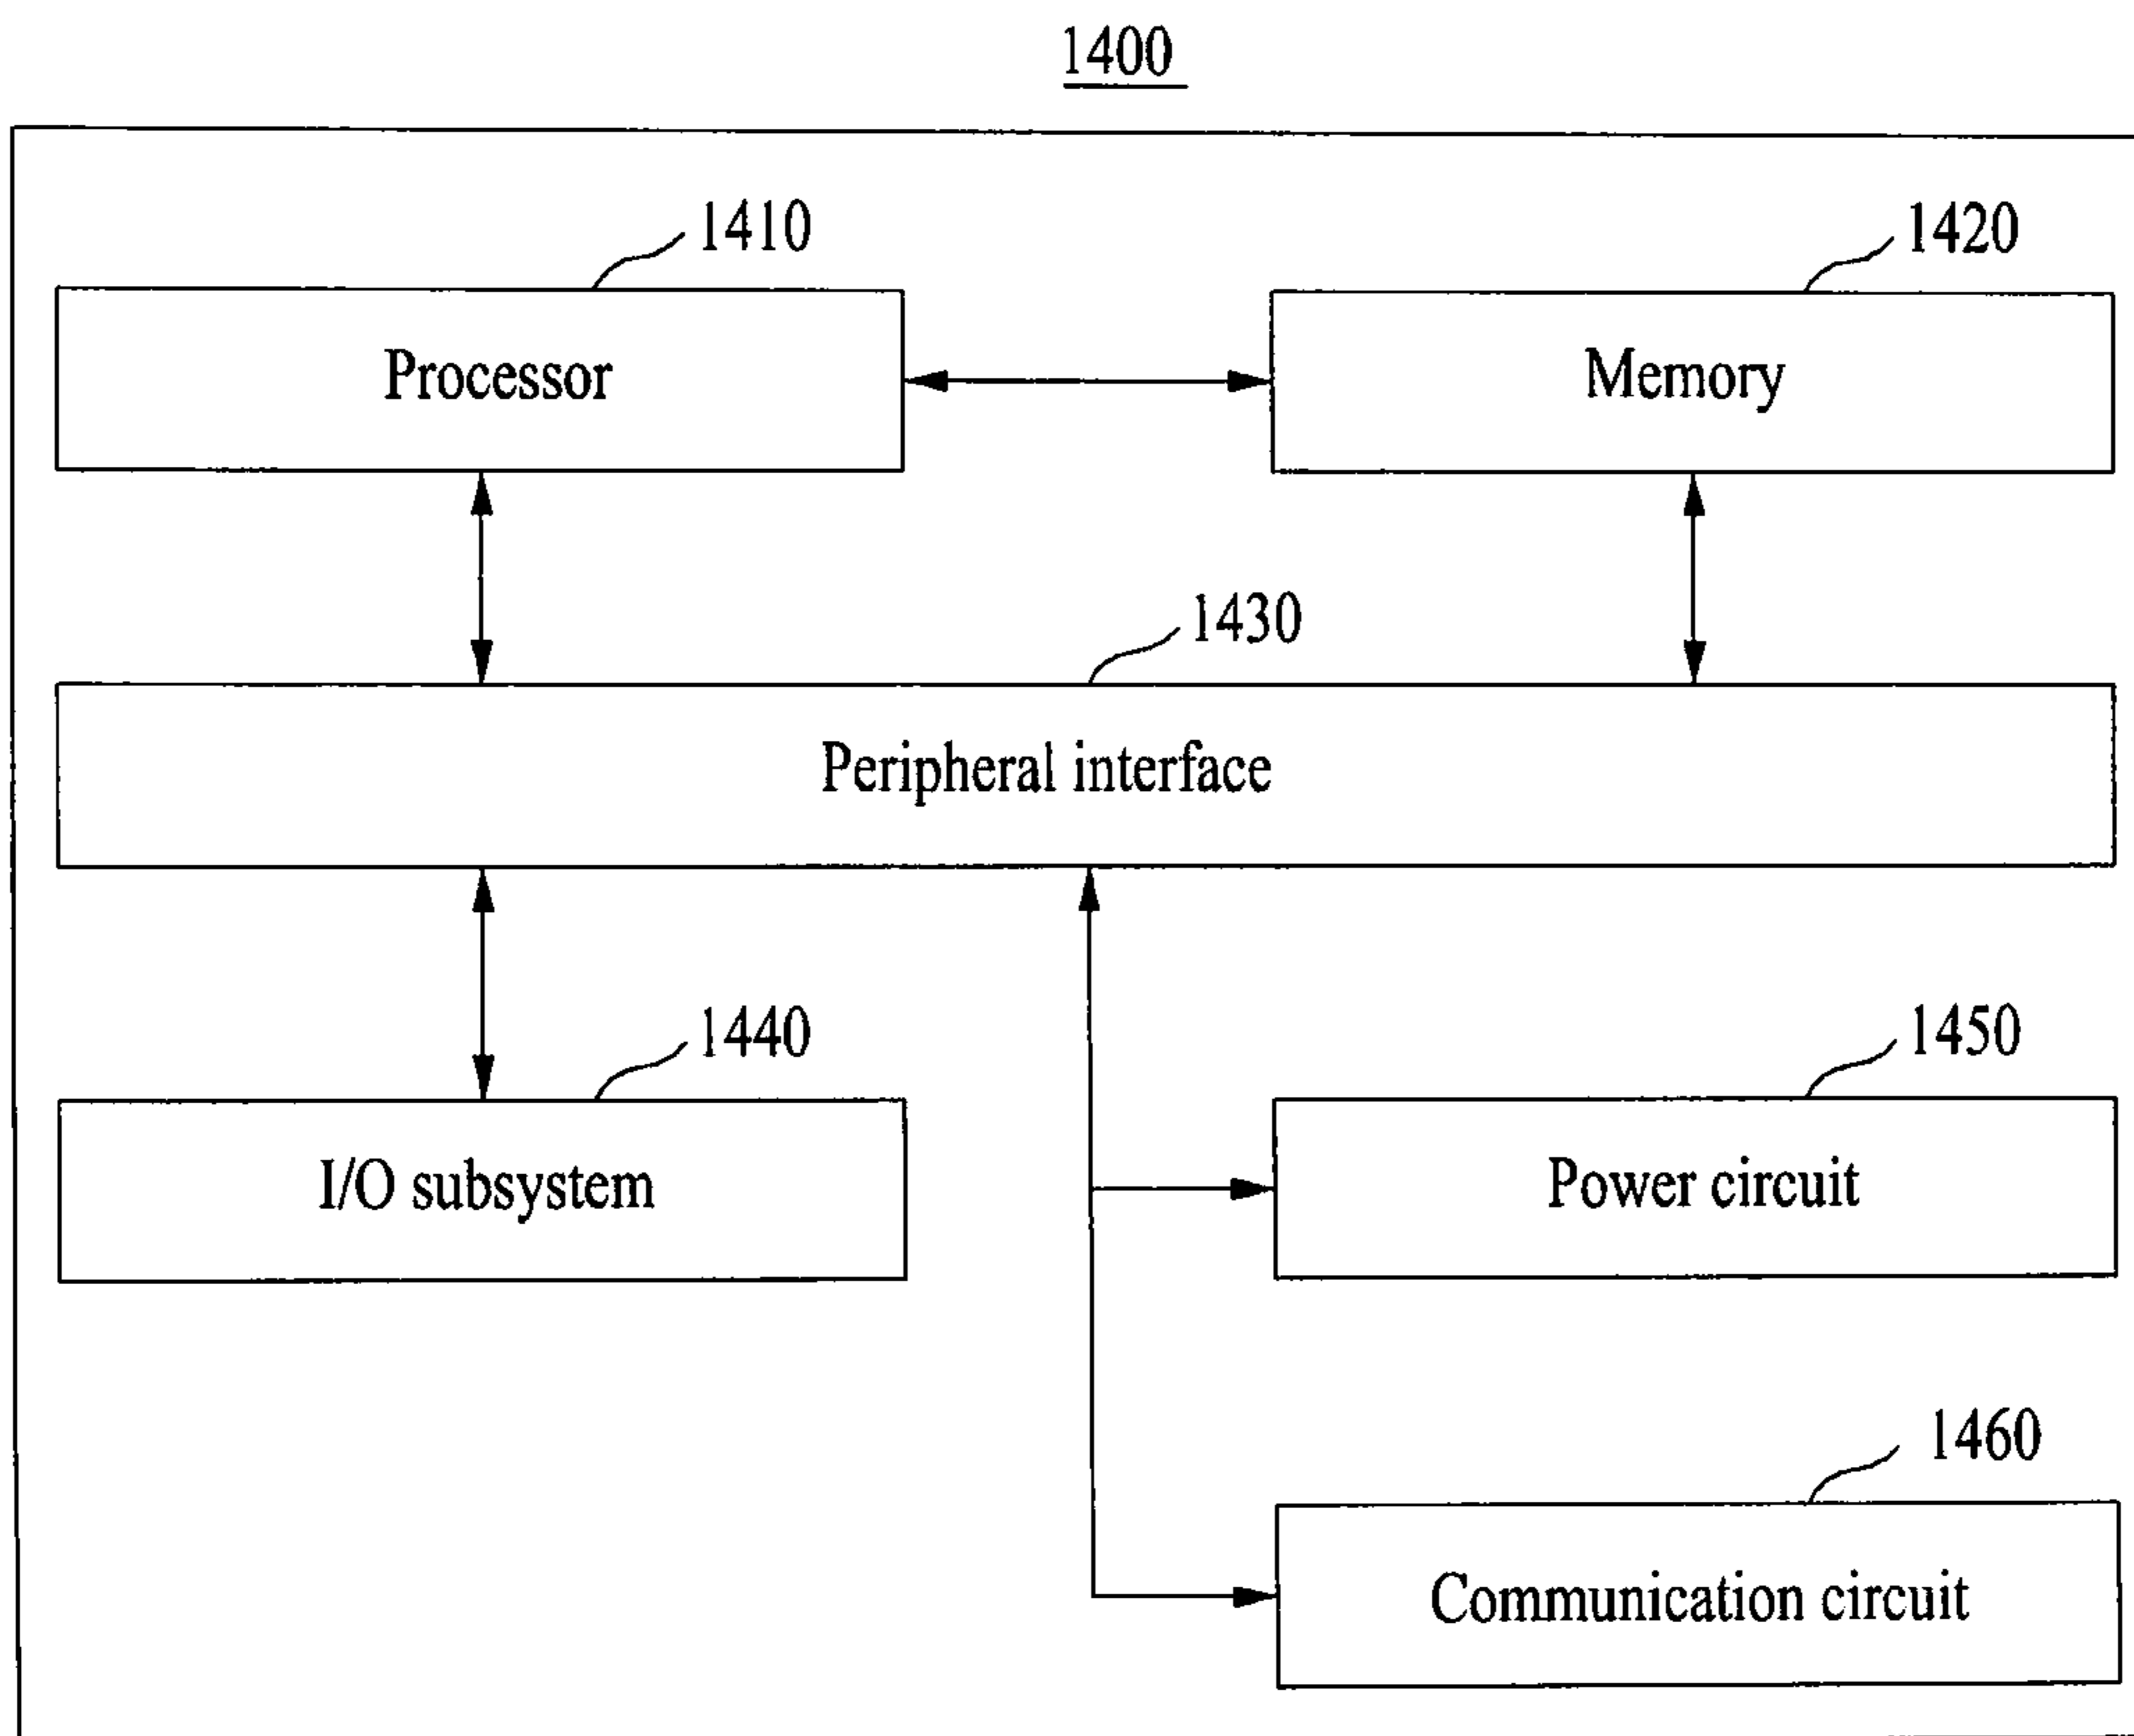 1400
1410
1420
Processor
Memory
1430
Peripheral interface
1440
1450
I/O subsystem
Power circuit
1460
Communication circuit